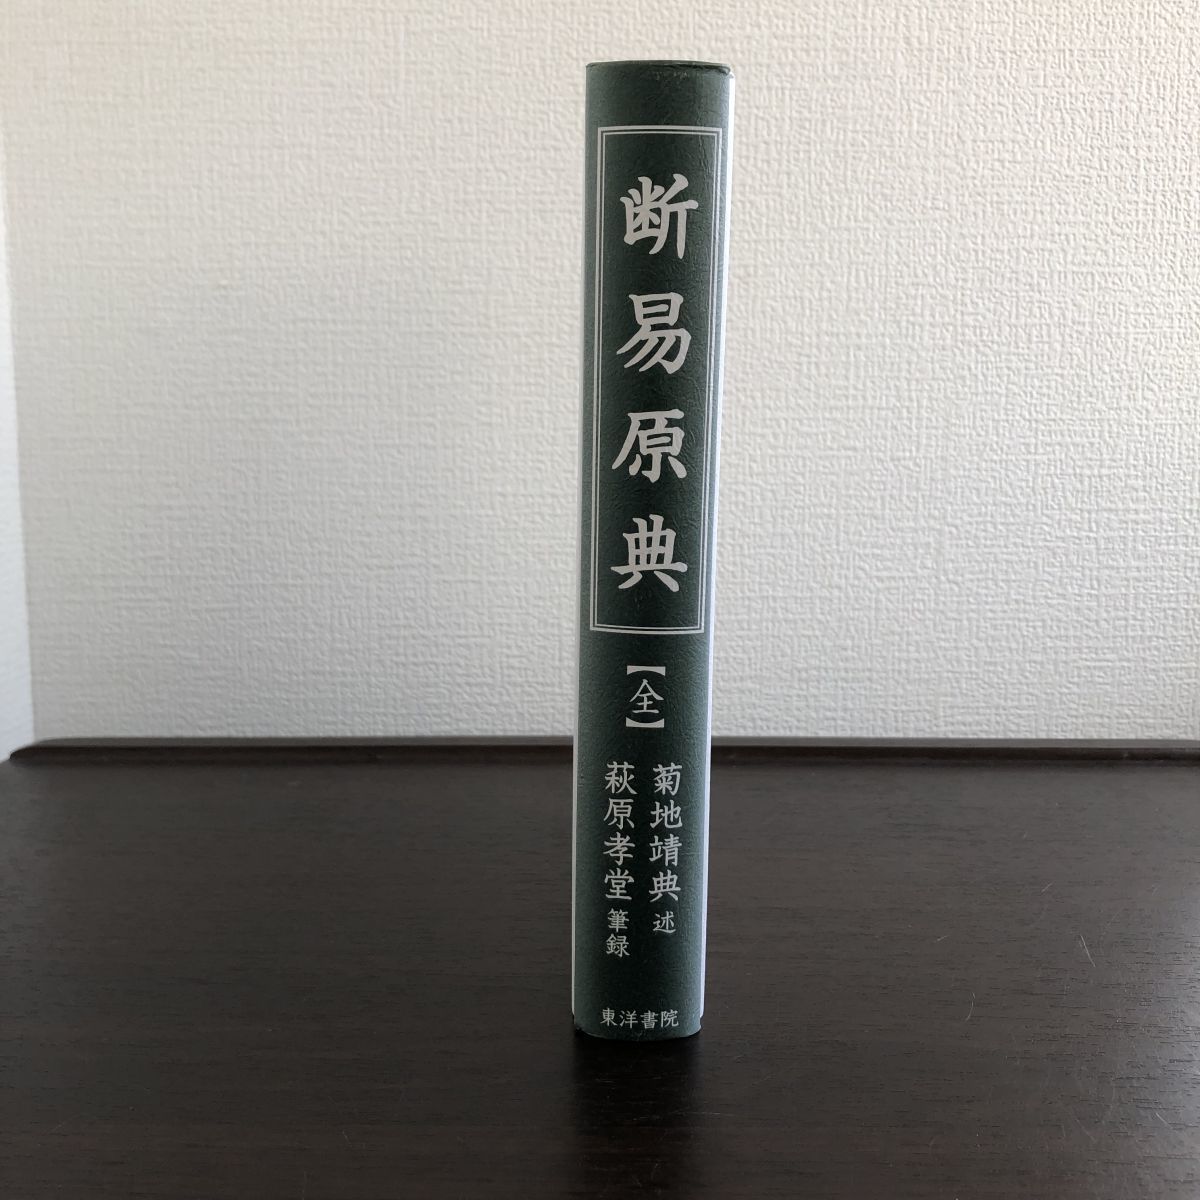 断易原典
【全】
菊地靖典 述
萩原孝堂 筆録
東洋書院